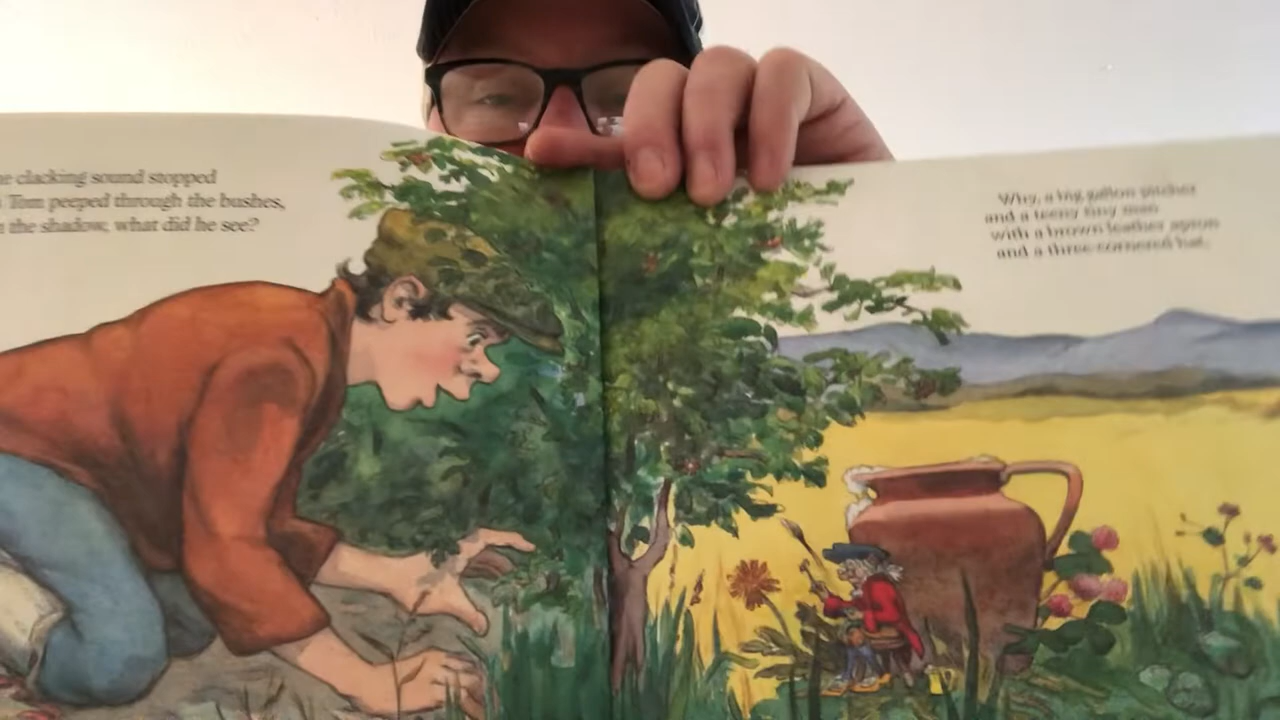 e clacking sound stopped
Tom peeped through the bushes,
the shadow, what did he see?
Why, a big gallon pitcher
and a teeny tiny man
with a brown leather apron
and a three-cornered hat.